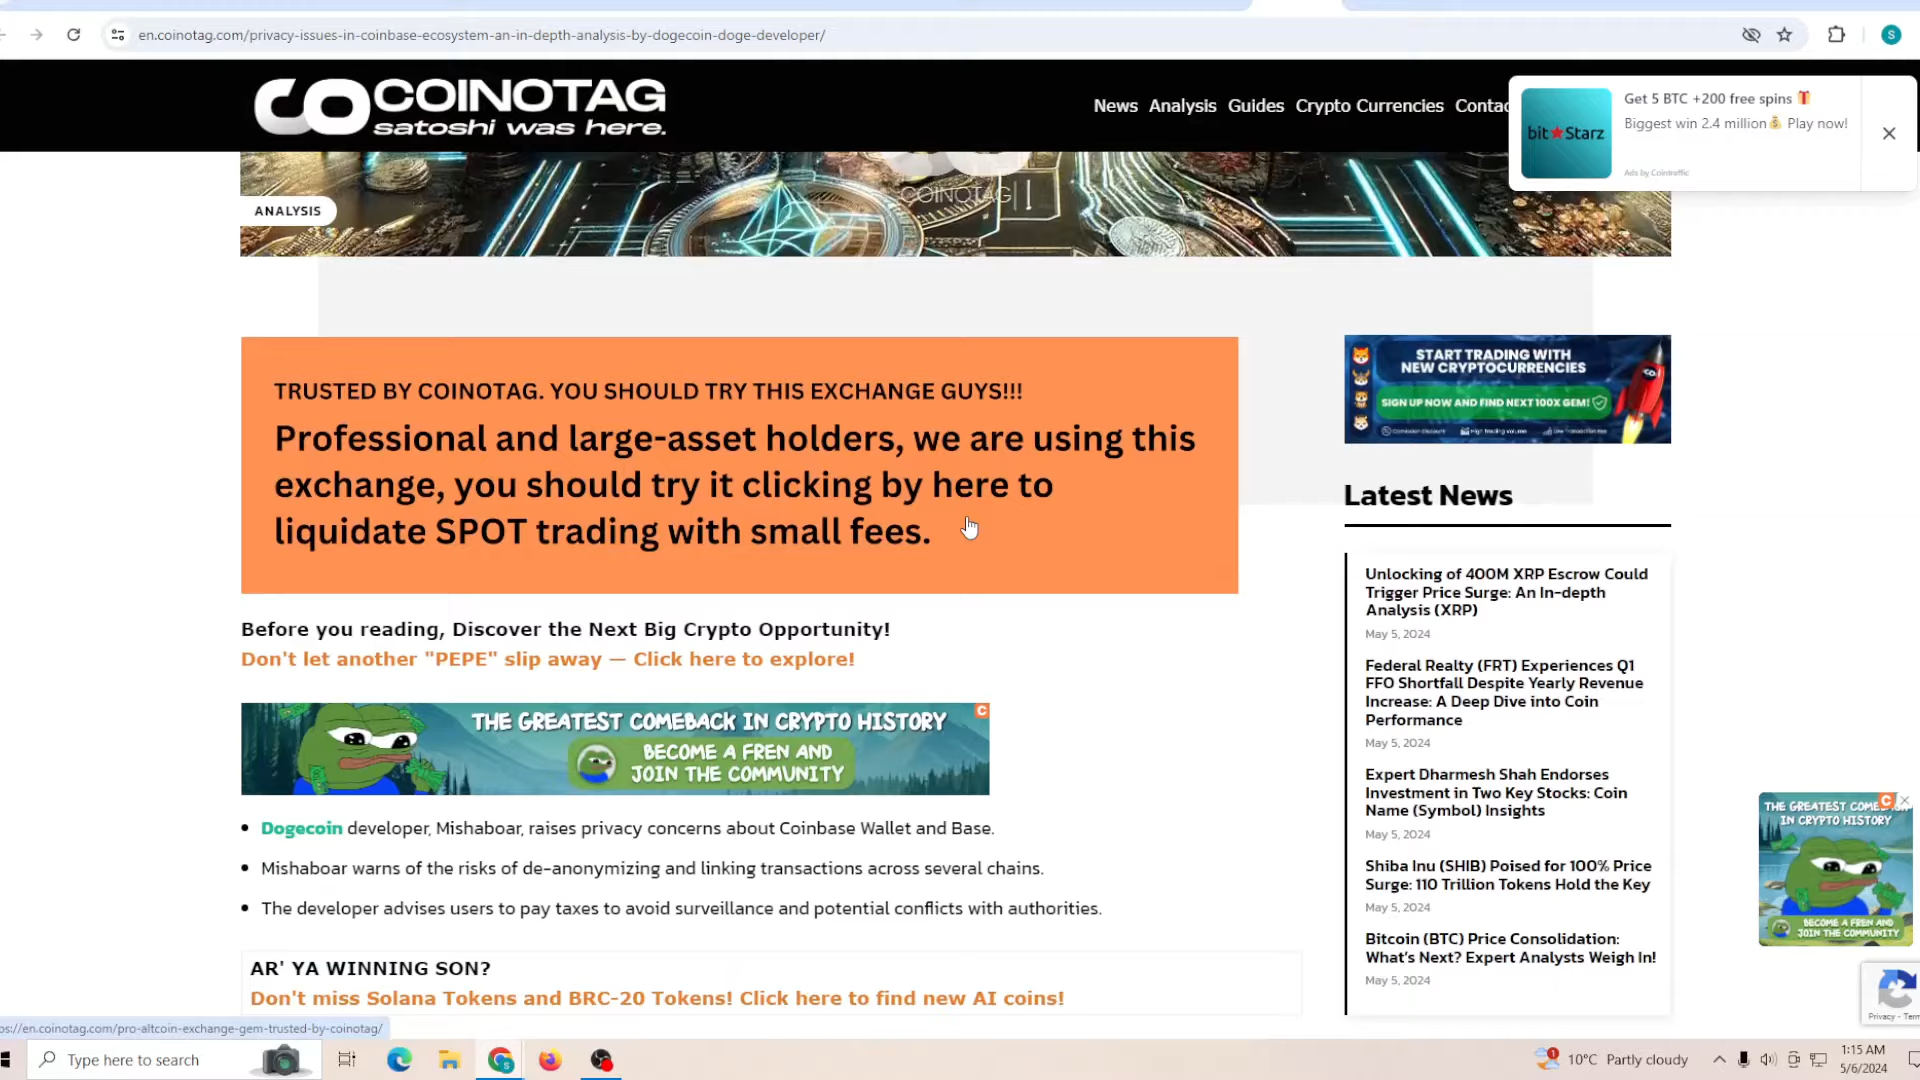 en.coinotag.com/privacy-issues-in-coinbase-ecosystem-an-in-depth-analysis-by-dogecoin-doge-developer/
S
COINOTAG
satoshi was here.
News Analysis Guides Crypto Currencies Contac
bit★Starz
Get 5 BTC +200 free spins 🎁
Biggest win 2.4 million💰 Play now!
Ads by Cointraffic
COINOTAG
ANALYSIS
TRUSTED BY COINOTAG. YOU SHOULD TRY THIS EXCHANGE GUYS!!!
Professional and large-asset holders, we are using this
exchange, you should try it clicking by here to
liquidate SPOT trading with small fees.
Before you reading, Discover the Next Big Crypto Opportunity!
Don't let another "PEPE" slip away — Click here to explore!
THE GREATEST COMEBACK IN CRYPTO HISTORY
BECOME A FREN AND
JOIN THE COMMUNITY
C
• Dogecoin developer, Mishaboar, raises privacy concerns about Coinbase Wallet and Base.
• Mishaboar warns of the risks of de-anonymizing and linking transactions across several chains.
• The developer advises users to pay taxes to avoid surveillance and potential conflicts with authorities.
AR' YA WINNING SON?
Don't miss Solana Tokens and BRC-20 Tokens! Click here to find new AI coins!
START TRADING WITH
NEW CRYPTOCURRENCIES
SIGN UP NOW AND FIND NEXT 100X GEM!
High trading volume
Latest News
Unlocking of 400M XRP Escrow Could
Trigger Price Surge: An In-depth
Analysis (XRP)
May 5, 2024
Federal Realty (FRT) Experiences Q1
FFO Shortfall Despite Yearly Revenue
Increase: A Deep Dive into Coin
Performance
May 5, 2024
Expert Dharmesh Shah Endorses
Investment in Two Key Stocks: Coin
Name (Symbol) Insights
May 5, 2024
Shiba Inu (SHIB) Poised for 100% Price
Surge: 110 Trillion Tokens Hold the Key
May 5, 2024
Bitcoin (BTC) Price Consolidation:
What's Next? Expert Analysts Weigh In!
May 5, 2024
THE GREATEST COME
IN CRYPTO HISTORY
C
BECOME A FREN AND
JOIN THE COMMUNITY
Privacy - Tern
ps://en.coinotag.com/pro-altcoin-exchange-gem-trusted-by-coinotag/
Type here to search
1
10°C Partly cloudy
1:15 AM
5/6/2024